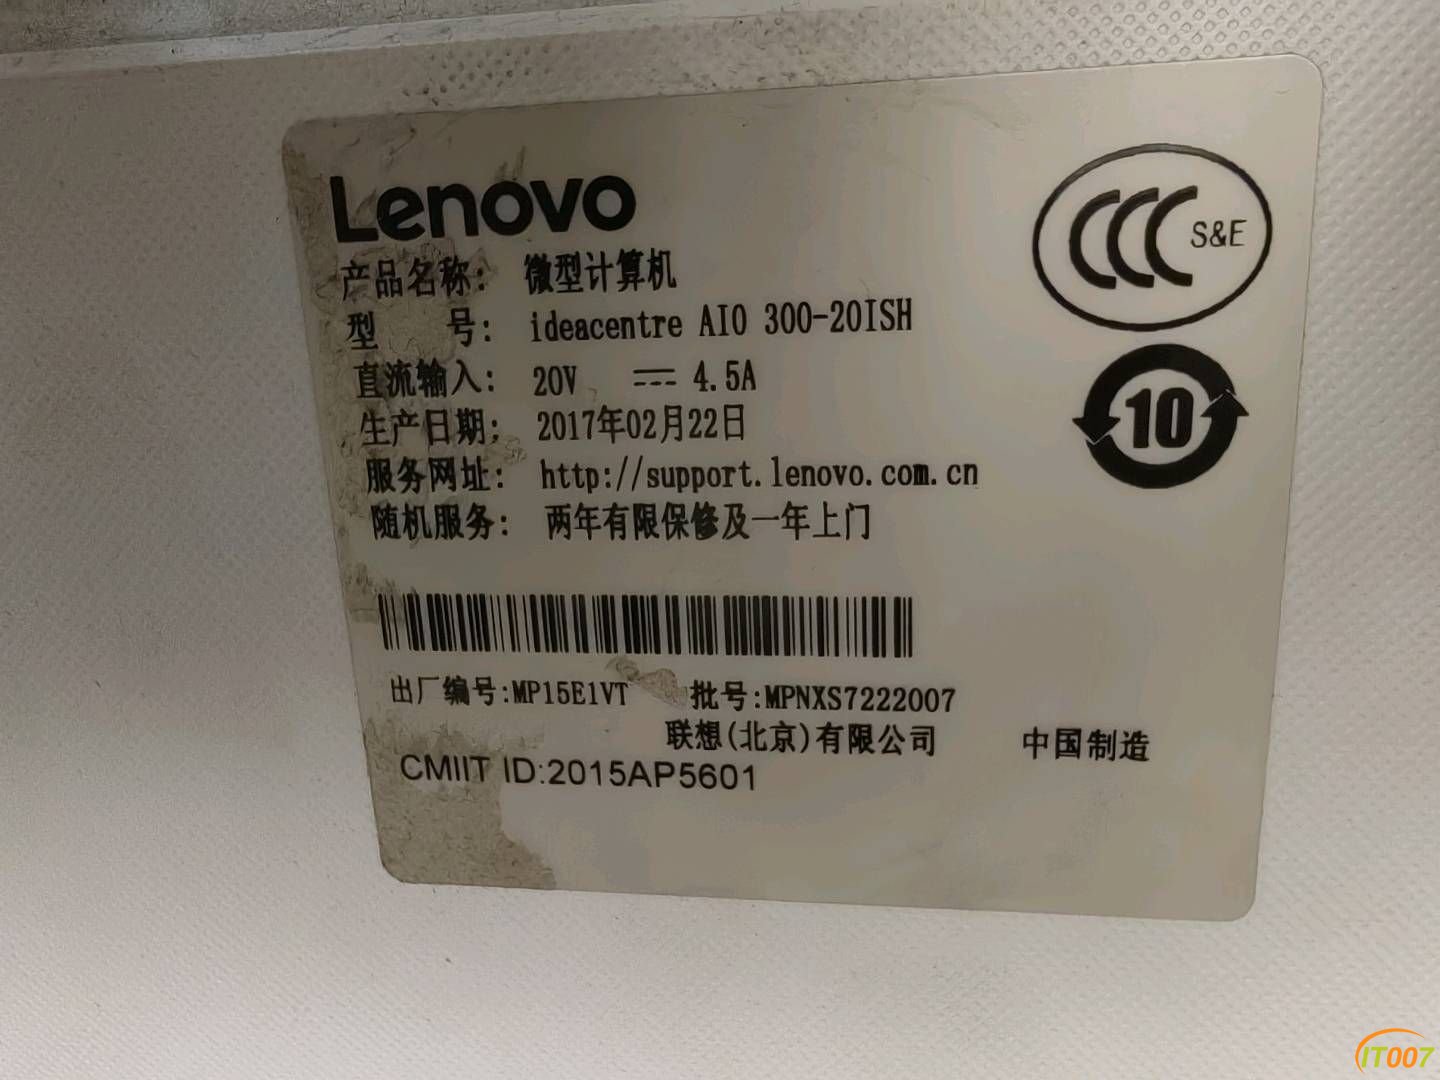 Lenovo
产品名称: 微型计算机
型 号: ideacentre AIO 300-20ISH
直流输入: 20V 4.5A
生产日期: 2017年02月22日
服务网址: http://support.lenovo.com.cn
随机服务: 两年有限保修及一年上门
CCC S&E
10
出厂编号:MP15E1VT 批号:MPNXS7222007
联想(北京)有限公司 中国制造
CMIIT ID:2015AP5601
IT007